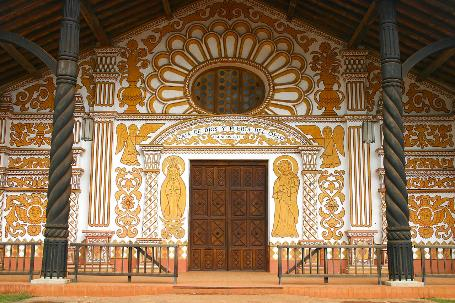 CASA DE DIOS Y PUERTA DEL CIELO